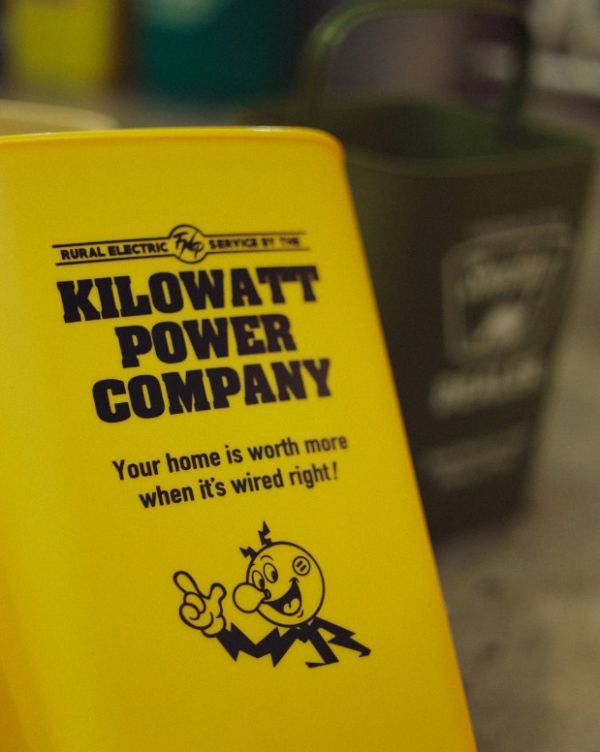 RURAL ELECTRIC SERVICE BY THE
KILOWATT
POWER
COMPANY
Your home is worth more
when it's wired right!